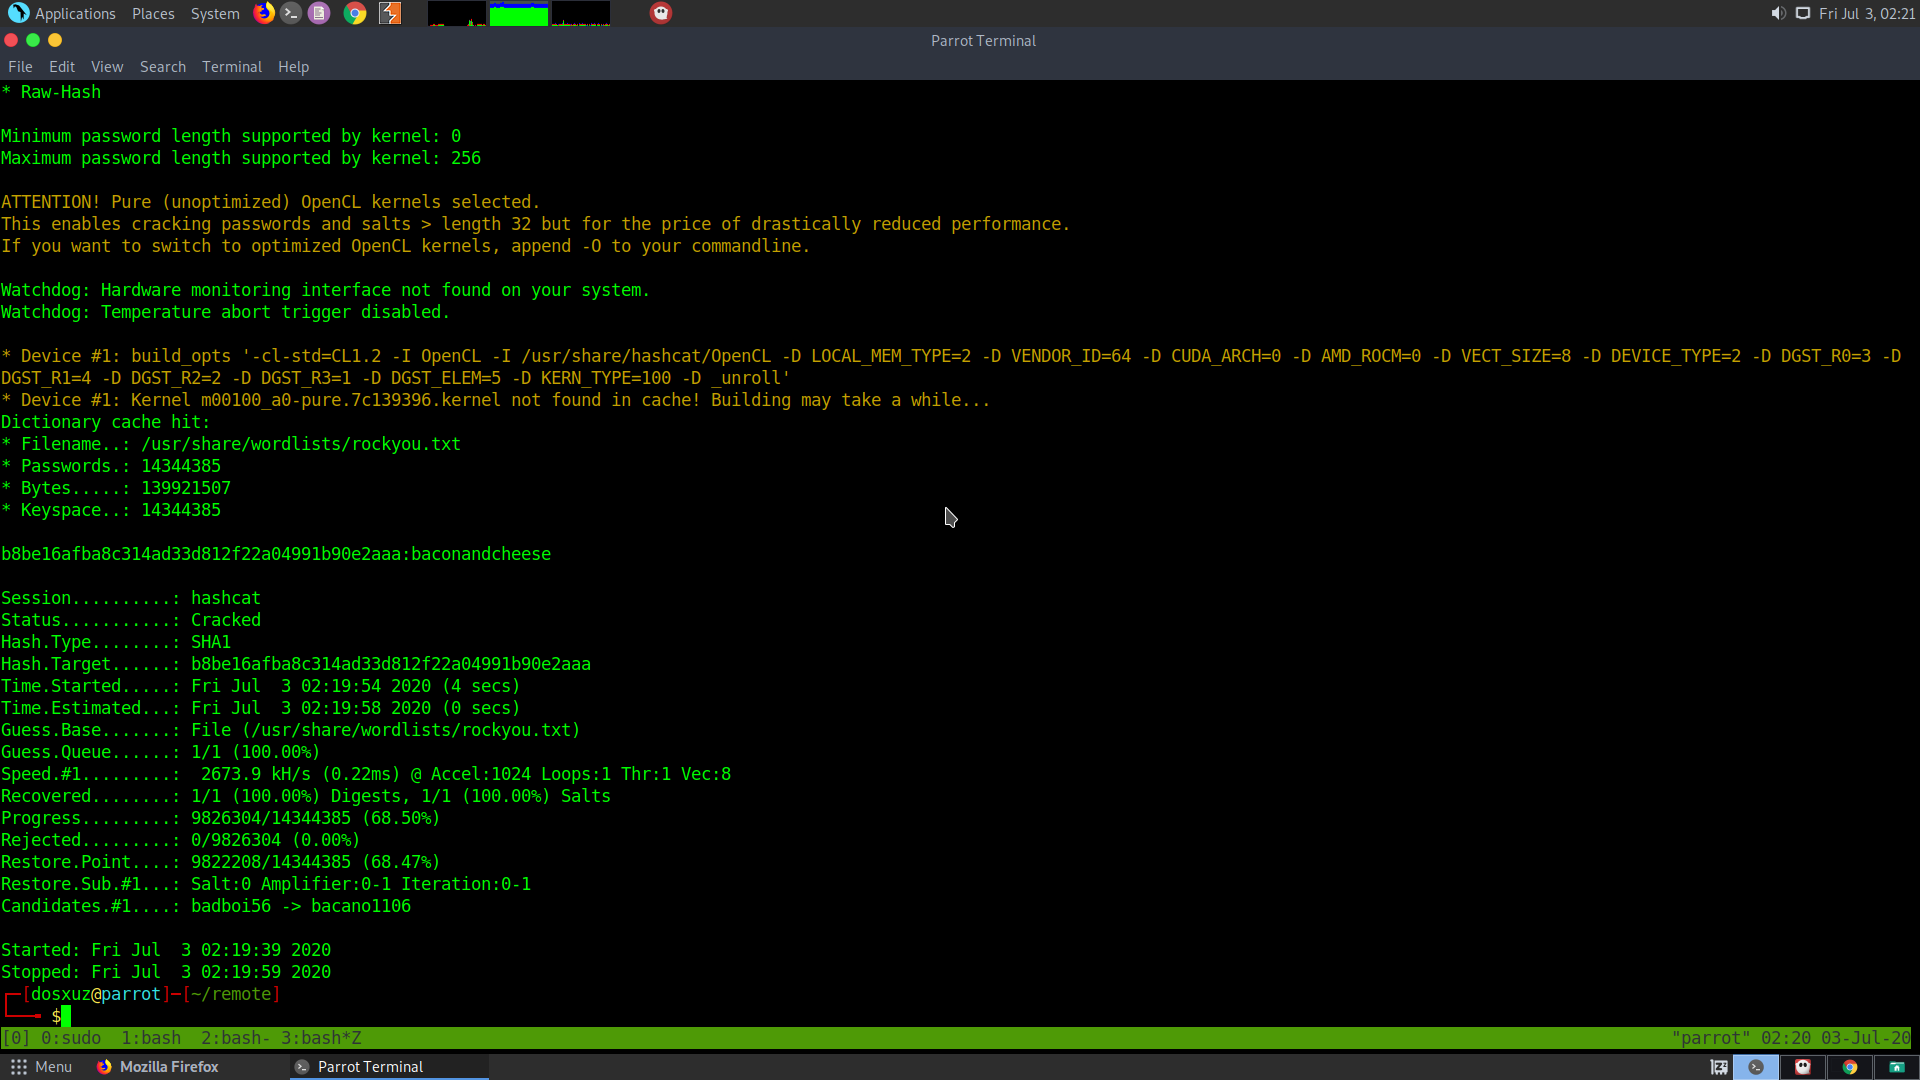 Applications Places System Fri Jul 3, 02:21
Parrot Terminal
File Edit View Search Terminal Help
* Raw-Hash
Minimum password length supported by kernel: 0
Maximum password length supported by kernel: 256
ATTENTION! Pure (unoptimized) OpenCL kernels selected.
This enables cracking passwords and salts > length 32 but for the price of drastically reduced performance.
If you want to switch to optimized OpenCL kernels, append -O to your commandline.
Watchdog: Hardware monitoring interface not found on your system.
Watchdog: Temperature abort trigger disabled.
* Device #1: build_opts '-cl-std=CL1.2 -I OpenCL -I /usr/share/hashcat/OpenCL -D LOCAL_MEM_TYPE=2 -D VENDOR_ID=64 -D CUDA_ARCH=0 -D AMD_ROCM=0 -D VECT_SIZE=8 -D DEVICE_TYPE=2 -D DGST_R0=3 -D
DGST_R1=4 -D DGST_R2=2 -D DGST_R3=1 -D DGST_ELEM=5 -D KERN_TYPE=100 -D _unroll'
* Device #1: Kernel m00100_a0-pure.7c139396.kernel not found in cache! Building may take a while...
Dictionary cache hit:
* Filename..: /usr/share/wordlists/rockyou.txt
* Passwords.: 14344385
* Bytes.....: 139921507
* Keyspace..: 14344385
b8be16afba8c314ad33d812f22a04991b90e2aaa:baconandcheese
Session..........: hashcat
Status...........: Cracked
Hash.Type........: SHA1
Hash.Target......: b8be16afba8c314ad33d812f22a04991b90e2aaa
Time.Started.....: Fri Jul  3 02:19:54 2020 (4 secs)
Time.Estimated...: Fri Jul  3 02:19:58 2020 (0 secs)
Guess.Base.......: File (/usr/share/wordlists/rockyou.txt)
Guess.Queue......: 1/1 (100.00%)
Speed.#1.........:  2673.9 kH/s (0.22ms) @ Accel:1024 Loops:1 Thr:1 Vec:8
Recovered........: 1/1 (100.00%) Digests, 1/1 (100.00%) Salts
Progress.........: 9826304/14344385 (68.50%)
Rejected.........: 0/9826304 (0.00%)
Restore.Point....: 9822208/14344385 (68.47%)
Restore.Sub.#1...: Salt:0 Amplifier:0-1 Iteration:0-1
Candidates.#1....: badboi56 -> bacano1106
Started: Fri Jul  3 02:19:39 2020
Stopped: Fri Jul  3 02:19:59 2020
┌─[dosxuz@parrot]─[~/remote]
└──╼ $
[0] 0:sudo  1:bash  2:bash- 3:bash*Z "parrot" 02:20 03-Jul-20
Menu Mozilla Firefox Parrot Terminal